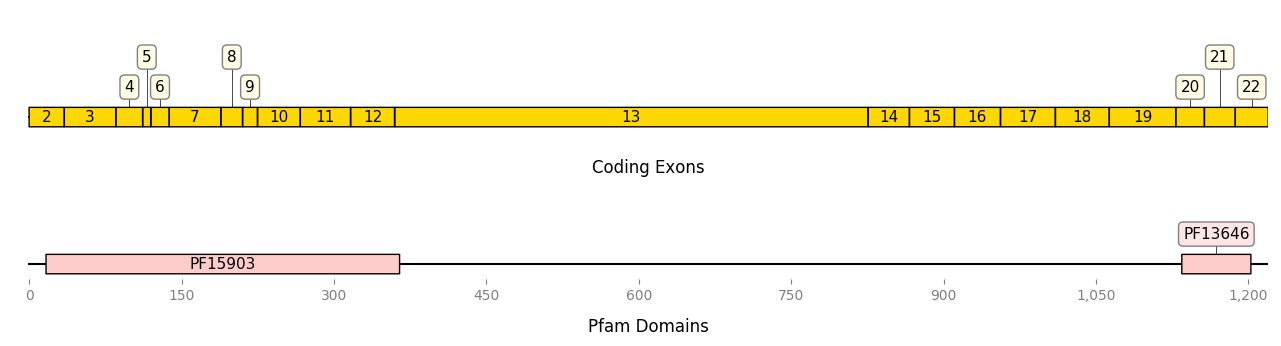 5 8 21
4 6 9 20 22
2 3 7 10 11 12 13 14 15 16 17 18 19
Coding Exons
PF13646
PF15903
0 150 300 450 600 750 900 1,050 1,200
Pfam Domains